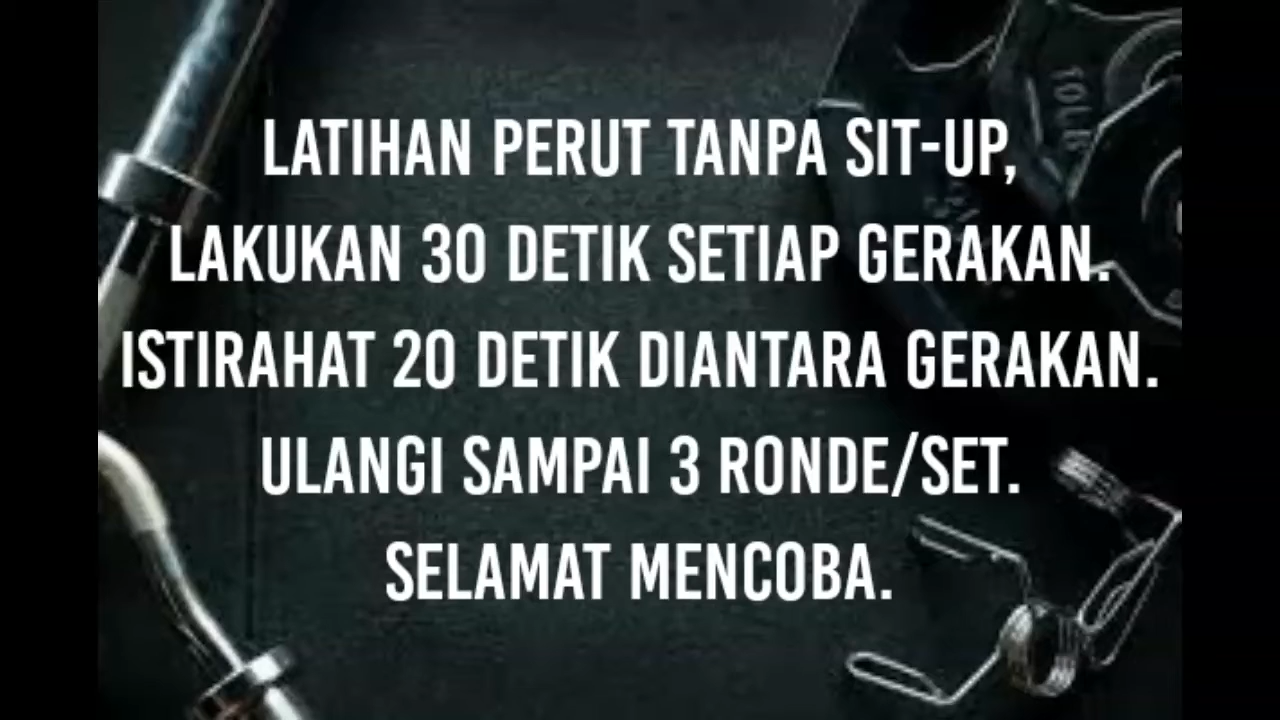 LATIHAN PERUT TANPA SIT-UP,
LAKUKAN 30 DETIK SETIAP GERAKAN.
ISTIRAHAT 20 DETIK DIANTARA GERAKAN.
ULANGI SAMPAI 3 RONDE/SET.
SELAMAT MENCOBA.